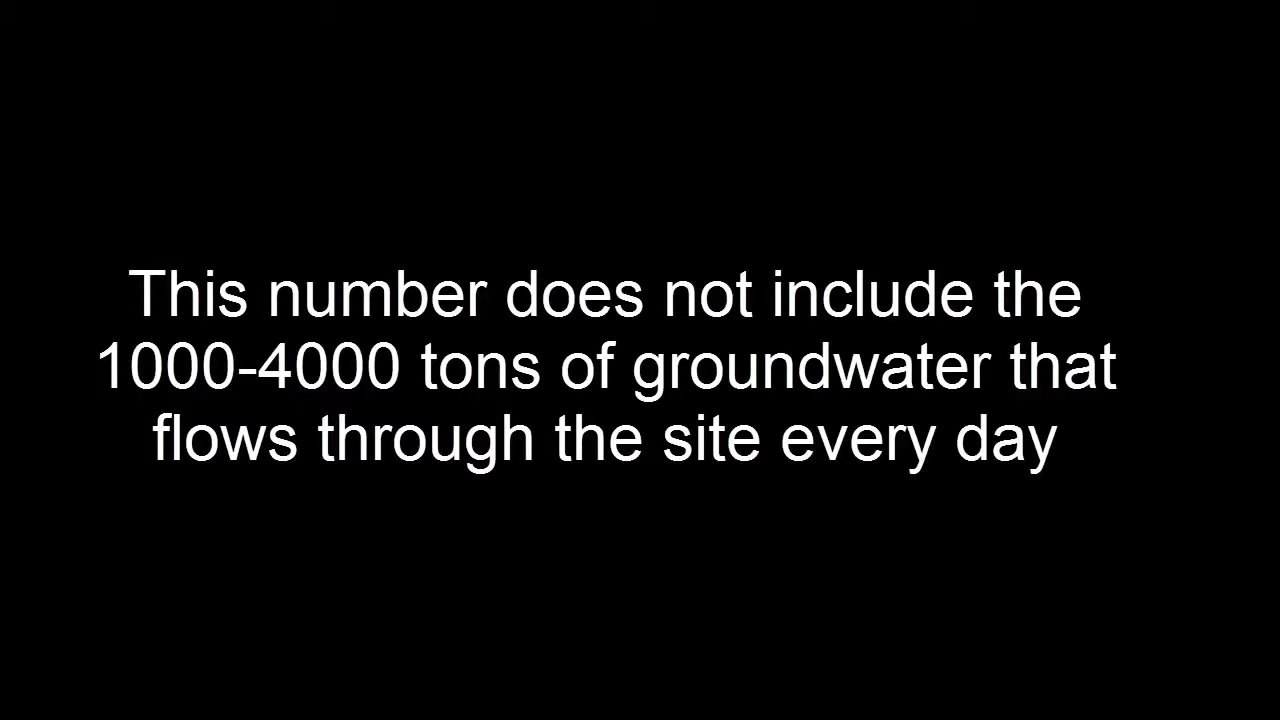 This number does not include the
1000-4000 tons of groundwater that
flows through the site every day